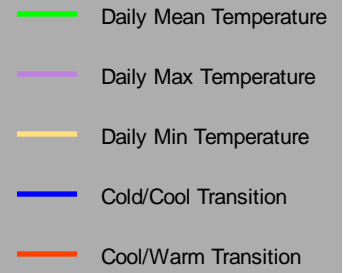 Daily Mean Temperature
Daily Max Temperature
Daily Min Temperature
Cold/Cool Transition
Cool/Warm Transition